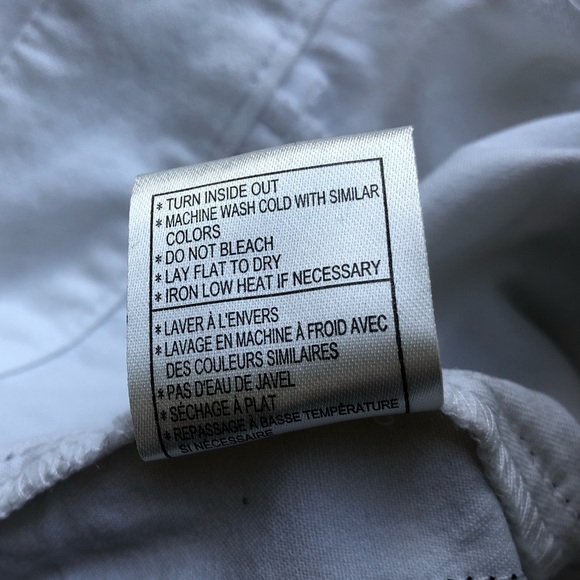 * TURN INSIDE OUT
* MACHINE WASH COLD WITH SIMILAR
COLORS
* DO NOT BLEACH
* LAY FLAT TO DRY
* IRON LOW HEAT IF NECESSARY
* LAVER À L'ENVERS
* LAVAGE EN MACHINE À FROID AVEC
DES COULEURS SIMILAIRES
* PAS D'EAU DE JAVEL
* SÉCHAGE À PLAT
* REPASSAGE À BASSE TEMPÉRATURE
SI NÉCESSAIRE